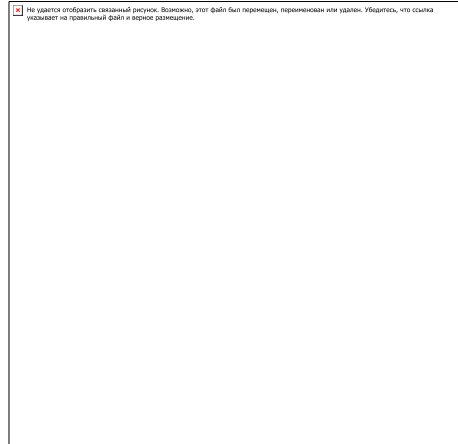 Не удается отобразить связанный рисунок. Возможно, этот файл был перемещен, переименован или удален. Убедитесь, что ссылка
указывает на правильный файл и верное размещение.